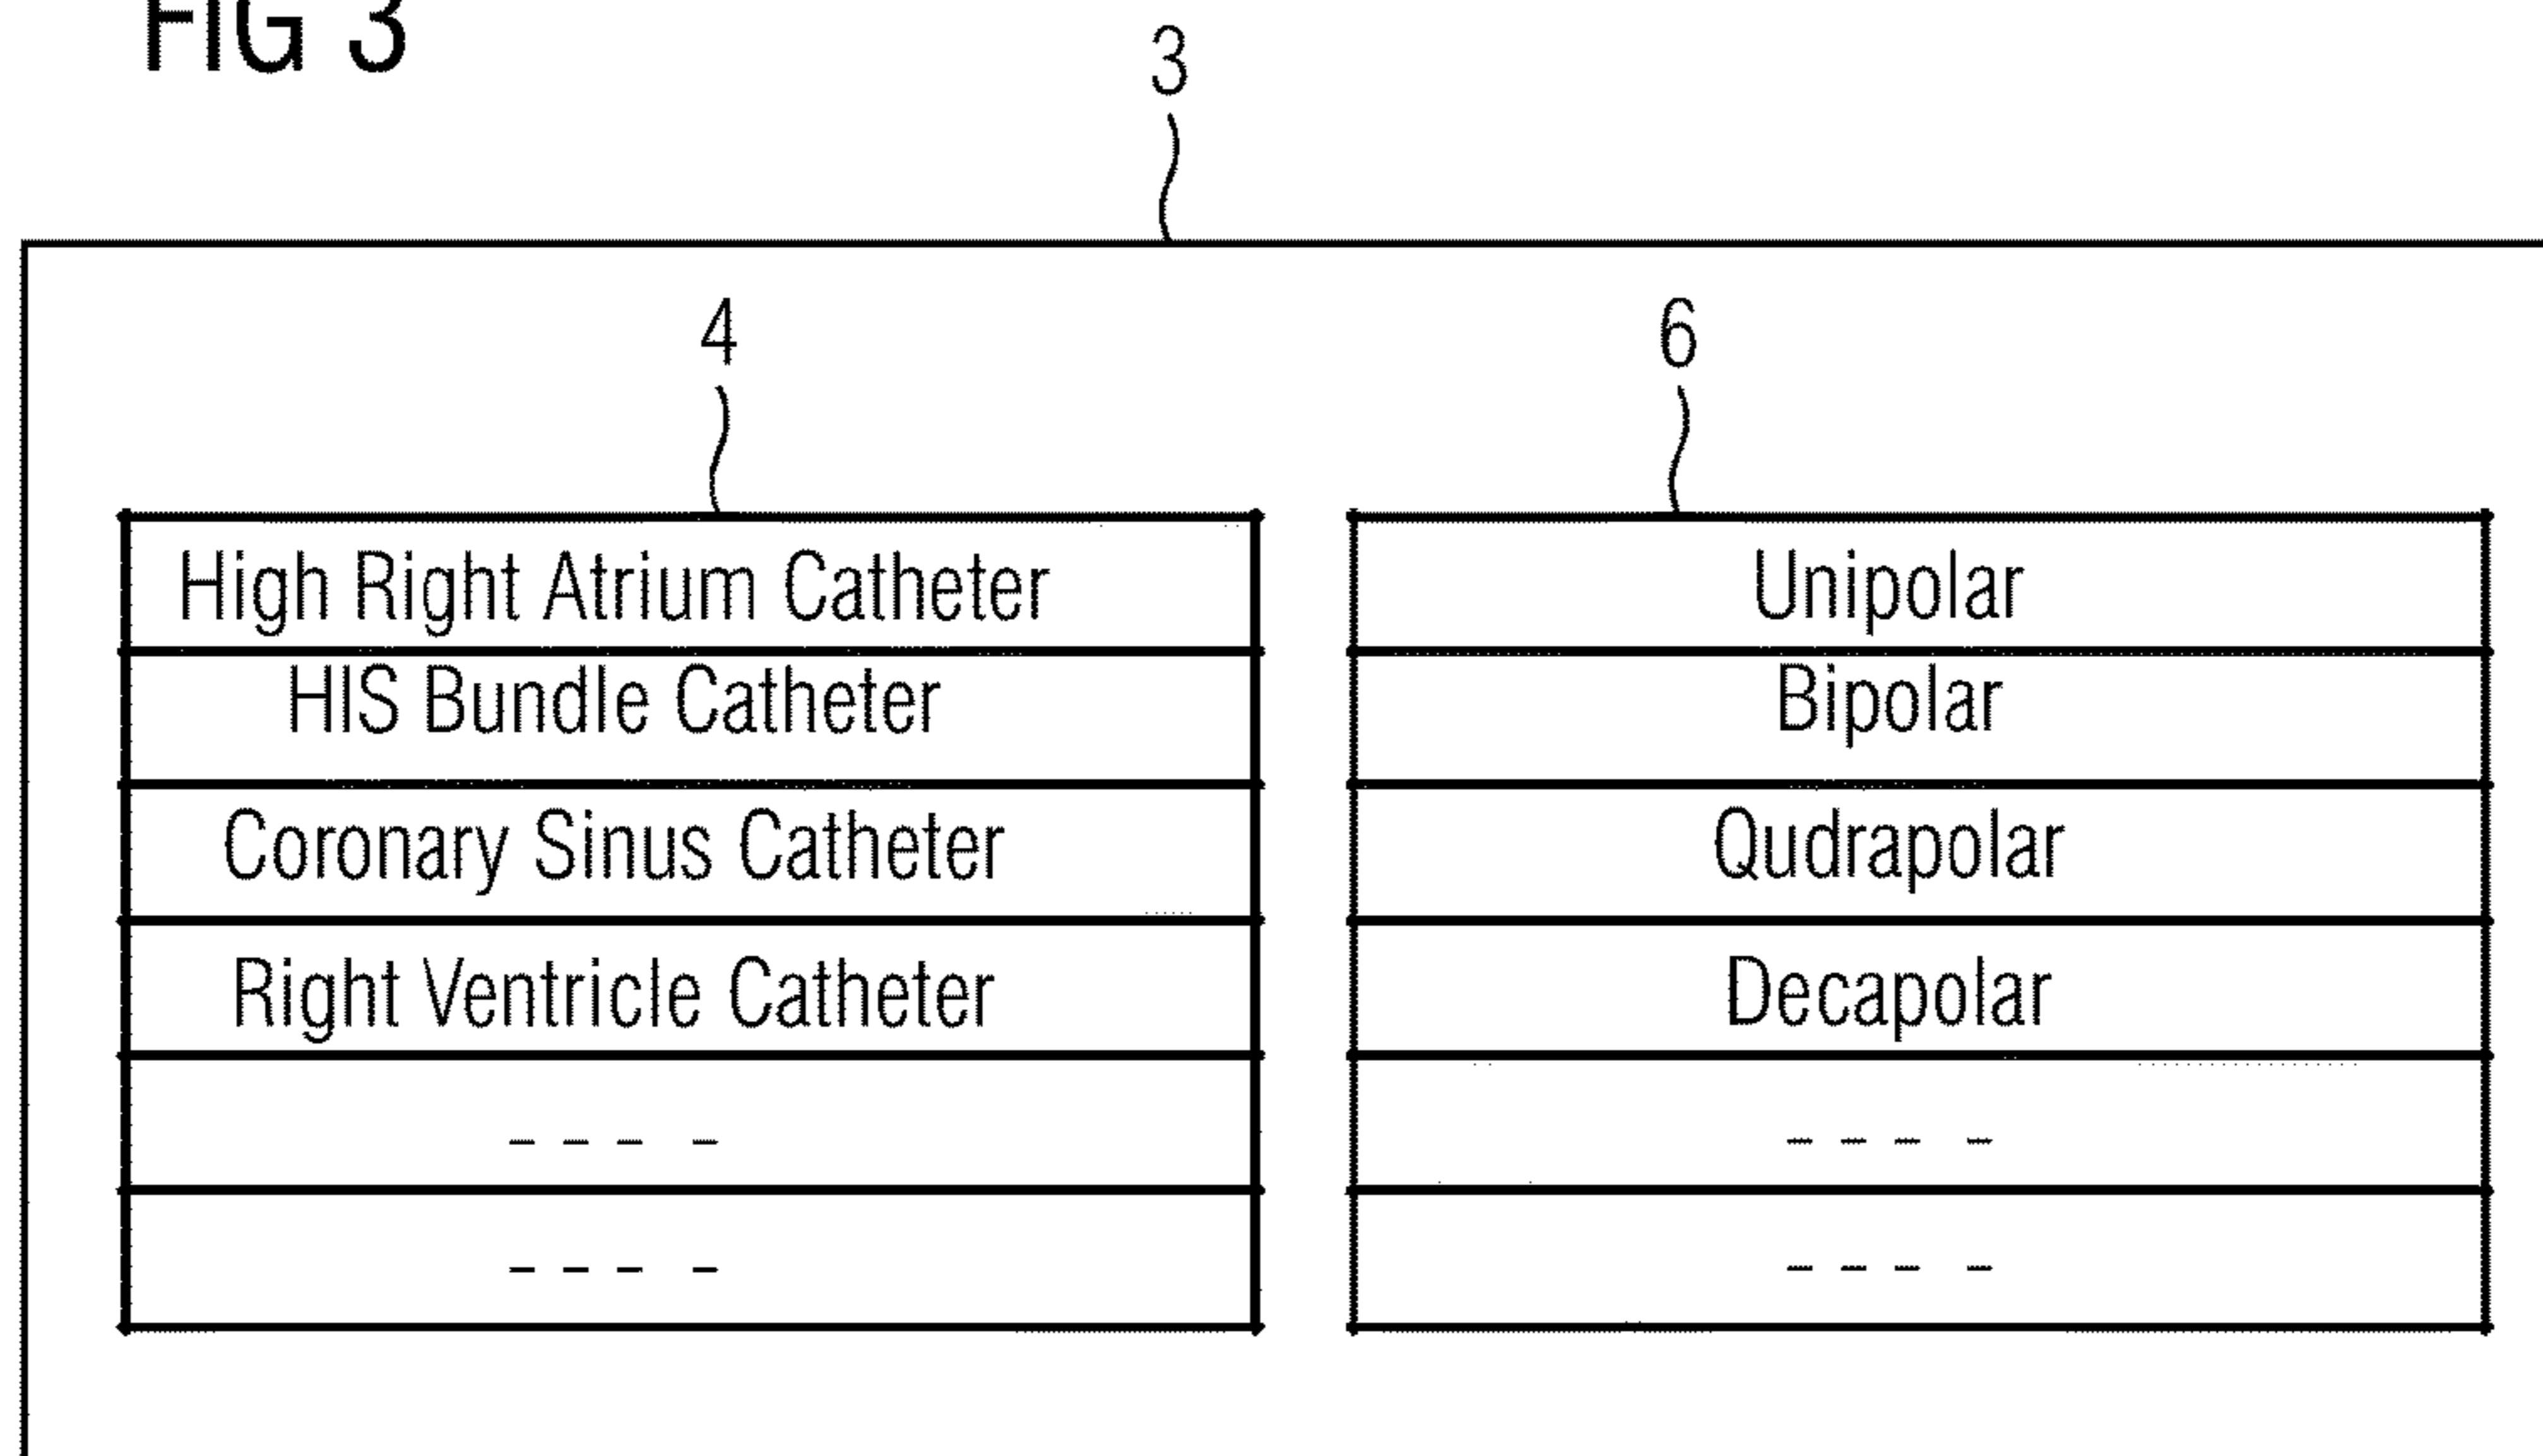 FIG 3
3
4
6
High Right Atrium Catheter
HIS Bundle Catheter
Coronary Sinus Catheter
Right Ventricle Catheter
- - - -
- - - -
Unipolar
Bipolar
Qudrapolar
Decapolar
- - - -
- - - -